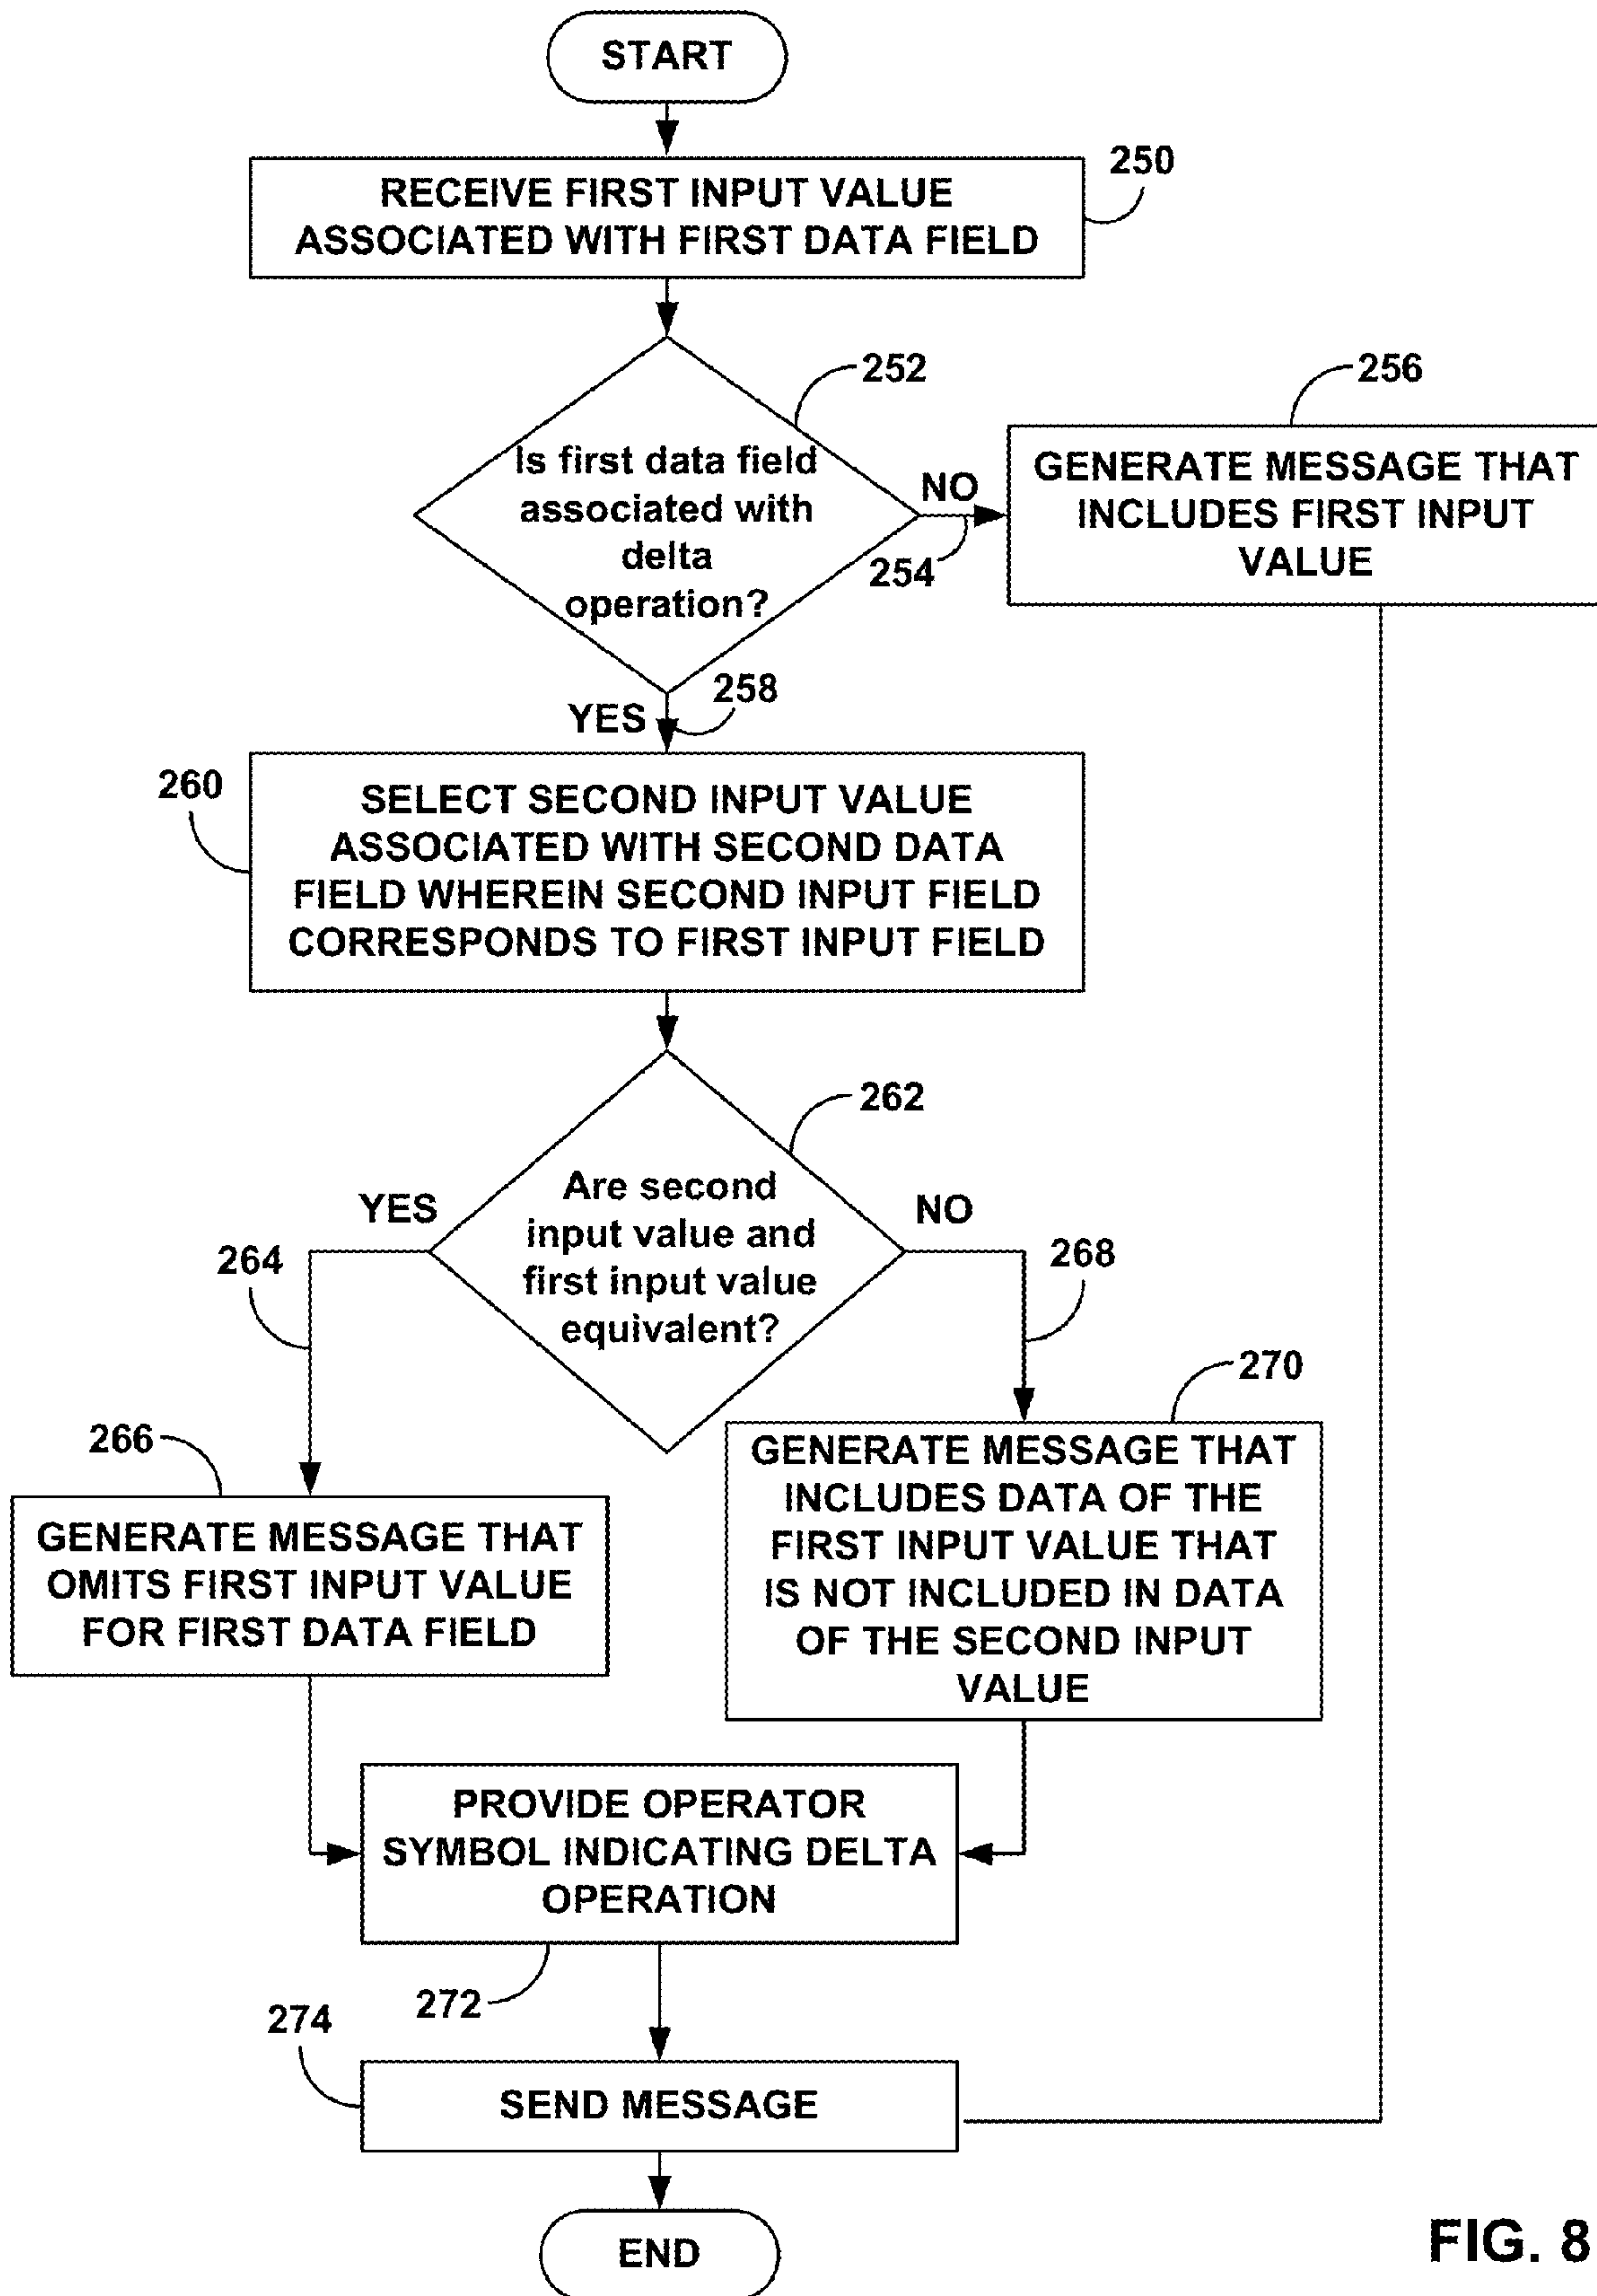 START
250
RECEIVE FIRST INPUT VALUE
ASSOCIATED WITH FIRST DATA FIELD
252
Is first data field
associated with
delta
operation?
NO
254
256
GENERATE MESSAGE THAT
INCLUDES FIRST INPUT
VALUE
258
YES
260
SELECT SECOND INPUT VALUE
ASSOCIATED WITH SECOND DATA
FIELD WHEREIN SECOND INPUT FIELD
CORRESPONDS TO FIRST INPUT FIELD
262
Are second
input value and
first input value
equivalent?
YES
264
NO
268
266
GENERATE MESSAGE THAT
OMITS FIRST INPUT VALUE
FOR FIRST DATA FIELD
270
GENERATE MESSAGE THAT
INCLUDES DATA OF THE
FIRST INPUT VALUE THAT
IS NOT INCLUDED IN DATA
OF THE SECOND INPUT
VALUE
PROVIDE OPERATOR
SYMBOL INDICATING DELTA
OPERATION
272
274
SEND MESSAGE
END
FIG. 8